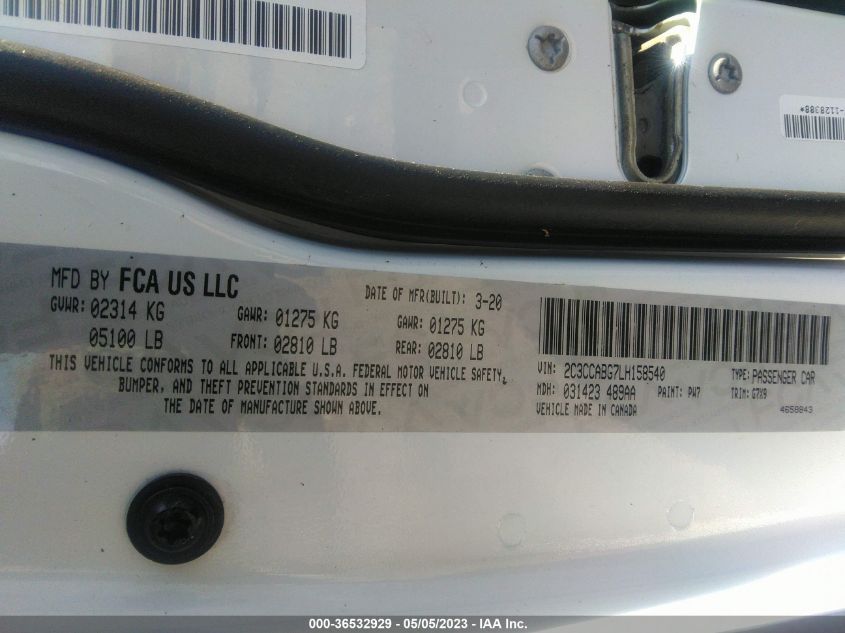 -1128388*
MFD BY FCA US LLC
GVWR: 02314 KG
05100 LB
GAWR: 01275 KG
FRONT: 02810 LB
DATE OF MFR(BUILT): 3-20
GAWR: 01275 KG
REAR: 02810 LB
THIS VEHICLE CONFORMS TO ALL APPLICABLE U.S.A. FEDERAL MOTOR VEHICLE SAFETY,
BUMPER, AND THEFT PREVENTION STANDARDS IN EFFECT ON
THE DATE OF MANUFACTURE SHOWN ABOVE.
VIN: 2C3CCABG7LH158540
TYPE: PASSENGER CAR
MDH: 031423 489AA
PAINT: PW7
TRIM: G7X9
VEHICLE MADE IN CANADA
4658843
000-36532929 - 05/05/2023 - IAA Inc.